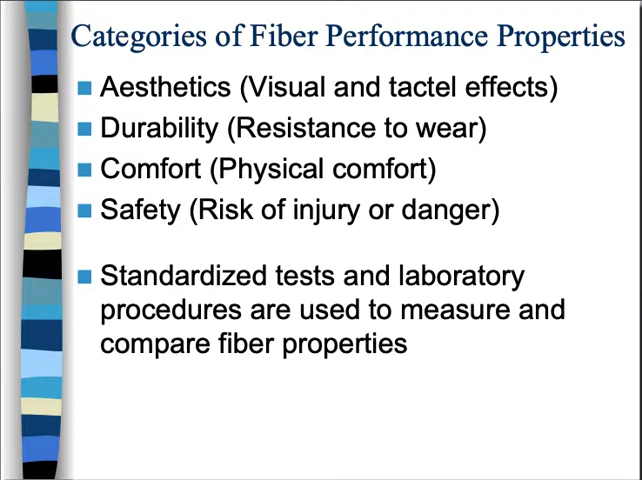 Categories of Fiber Performance Properties
Aesthetics (Visual and tactel effects)
Durability (Resistance to wear)
Comfort (Physical comfort)
Safety (Risk of injury or danger)
Standardized tests and laboratory
procedures are used to measure and
compare fiber properties